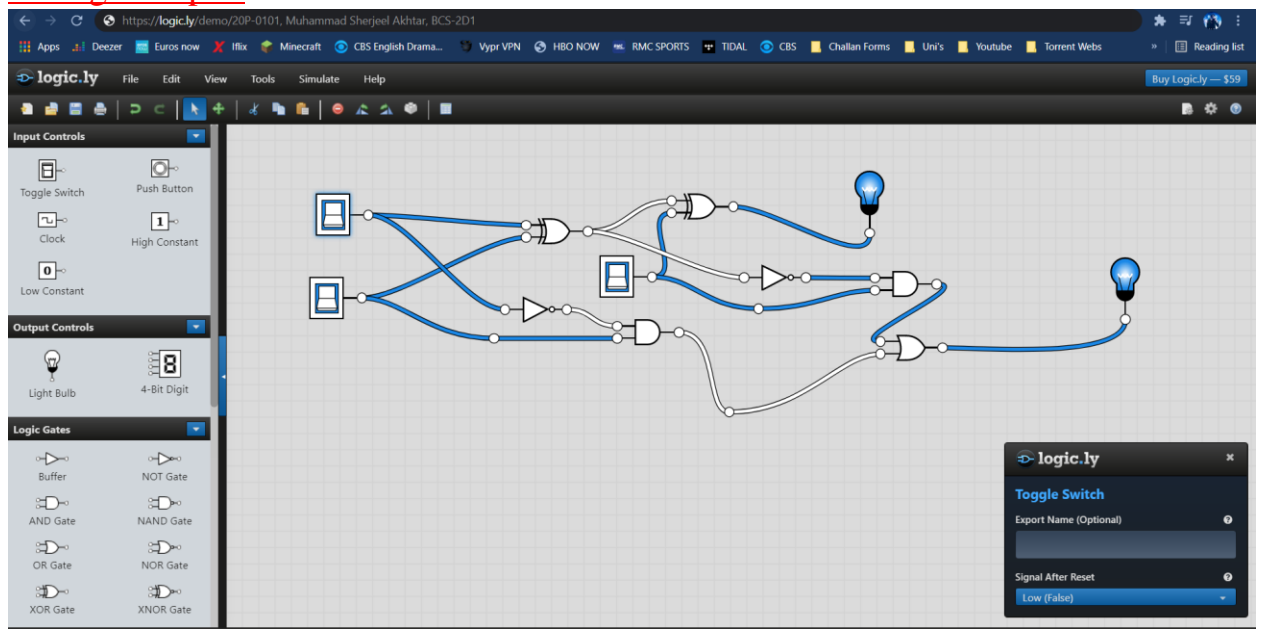 https://logic.ly/demo/20P-0101, Muhammad Sherjeel Akhtar, BCS-2D1
Apps Deezer Euros now Iflix Minecraft CBS English Drama... Vypr VPN HBO NOW RMC SPORTS TIDAL CBS Challan Forms Uni's Youtube Torrent Webs » Reading list
logic.ly File Edit View Tools Simulate Help Buy Logic.ly — $59
Input Controls
Toggle Switch Push Button
Clock 1 High Constant
0 Low Constant
Output Controls
Light Bulb 4-Bit Digit
Logic Gates
Buffer NOT Gate
AND Gate NAND Gate
OR Gate NOR Gate
XOR Gate XNOR Gate
logic.ly ×
Toggle Switch
Export Name (Optional)
Signal After Reset
Low (False)